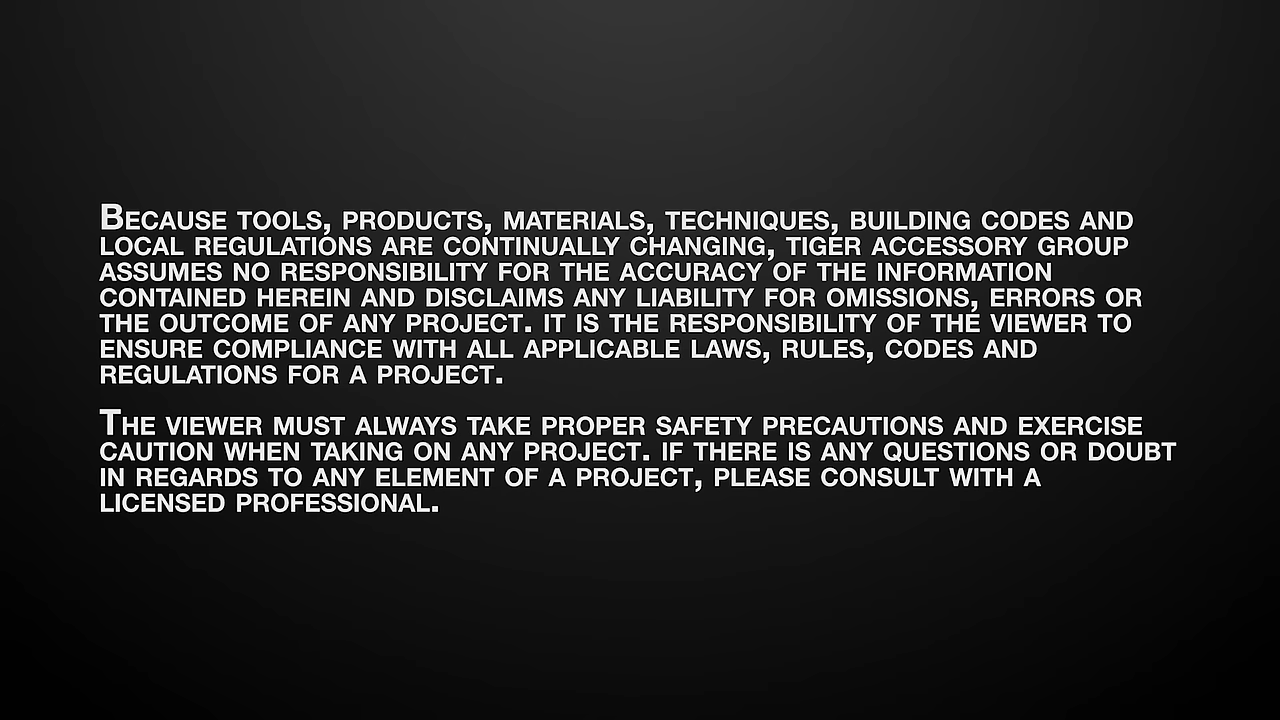 Because tools, products, materials, techniques, building codes and
local regulations are continually changing, tiger accessory group
assumes no responsibility for the accuracy of the information
contained herein and disclaims any liability for omissions, errors or
the outcome of any project. it is the responsibility of the viewer to
ensure compliance with all applicable laws, rules, codes and
regulations for a project.
The viewer must always take proper safety precautions and exercise
caution when taking on any project. if there is any questions or doubt
in regards to any element of a project, please consult with a
licensed professional.